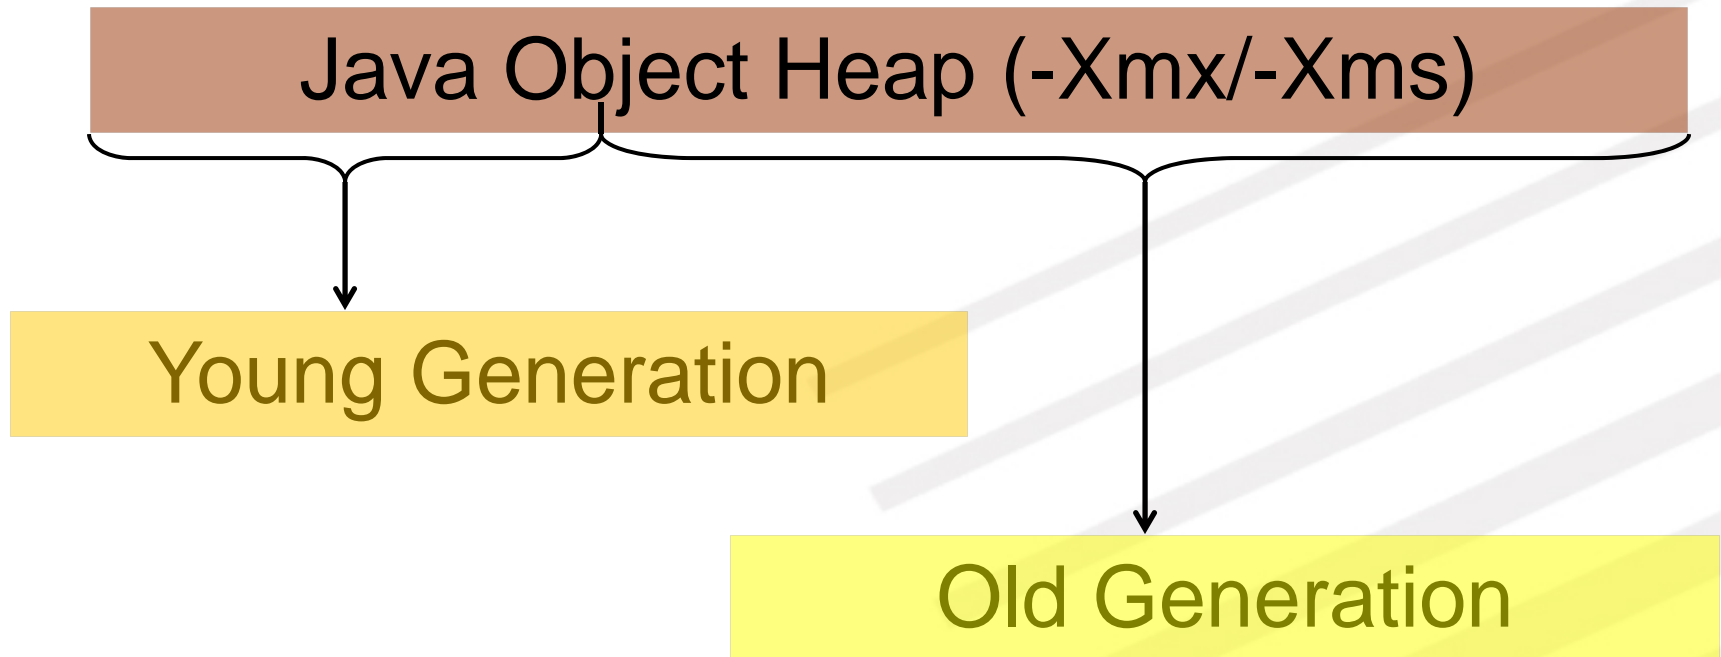 Java Object Heap (-Xmx/-Xms)
Young Generation
Old Generation